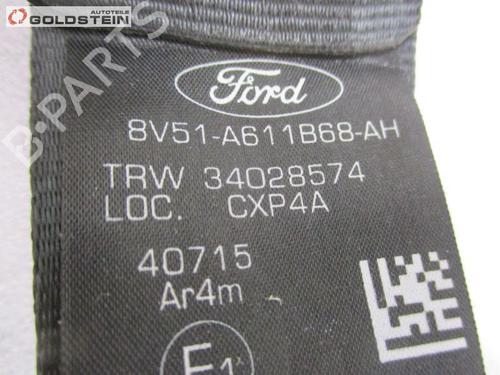 Autoteile
GOLDSTEIN
B-PARTS
Ford
8V51-A611B68-AH
TRW 34028574
LOC. CXP4A
40715
Ar4m
E1